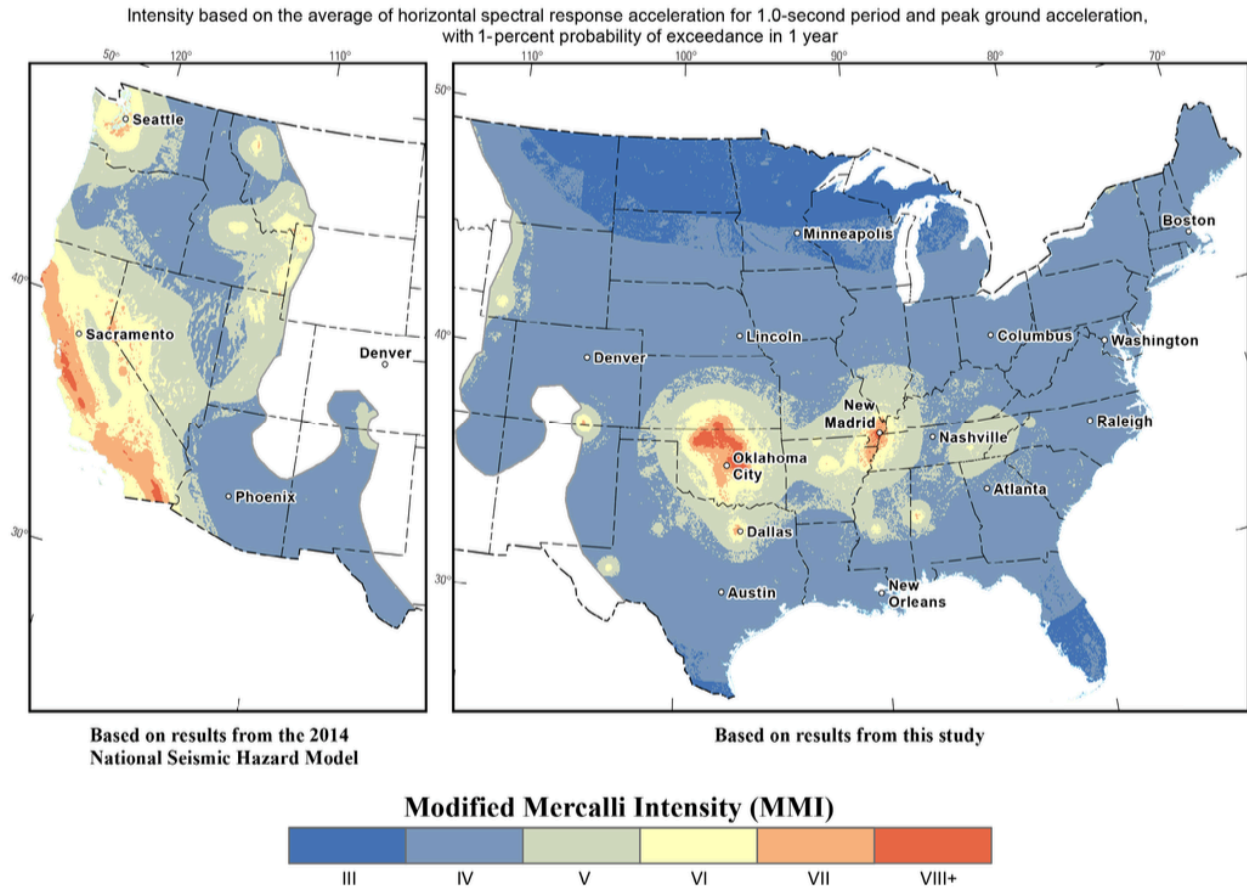 Intensity based on the average of horizontal spectral response acceleration for 1.0-second period and peak ground acceleration,
with 1-percent probability of exceedance in 1 year
50°
120°
110°
110°
100°
90°
80°
70°
50°
Seattle
Minneapolis
Boston
40°
Sacramento
Denver
40°
Lincoln
Denver
Columbus
Washington
New
Madrid
Nashville
Raleigh
Oklahoma
City
Phoenix
Atlanta
30°
Dallas
30°
Austin
New
Orleans
Based on results from the 2014
National Seismic Hazard Model
Based on results from this study
Modified Mercalli Intensity (MMI)
III
IV
V
VI
VII
VIII+